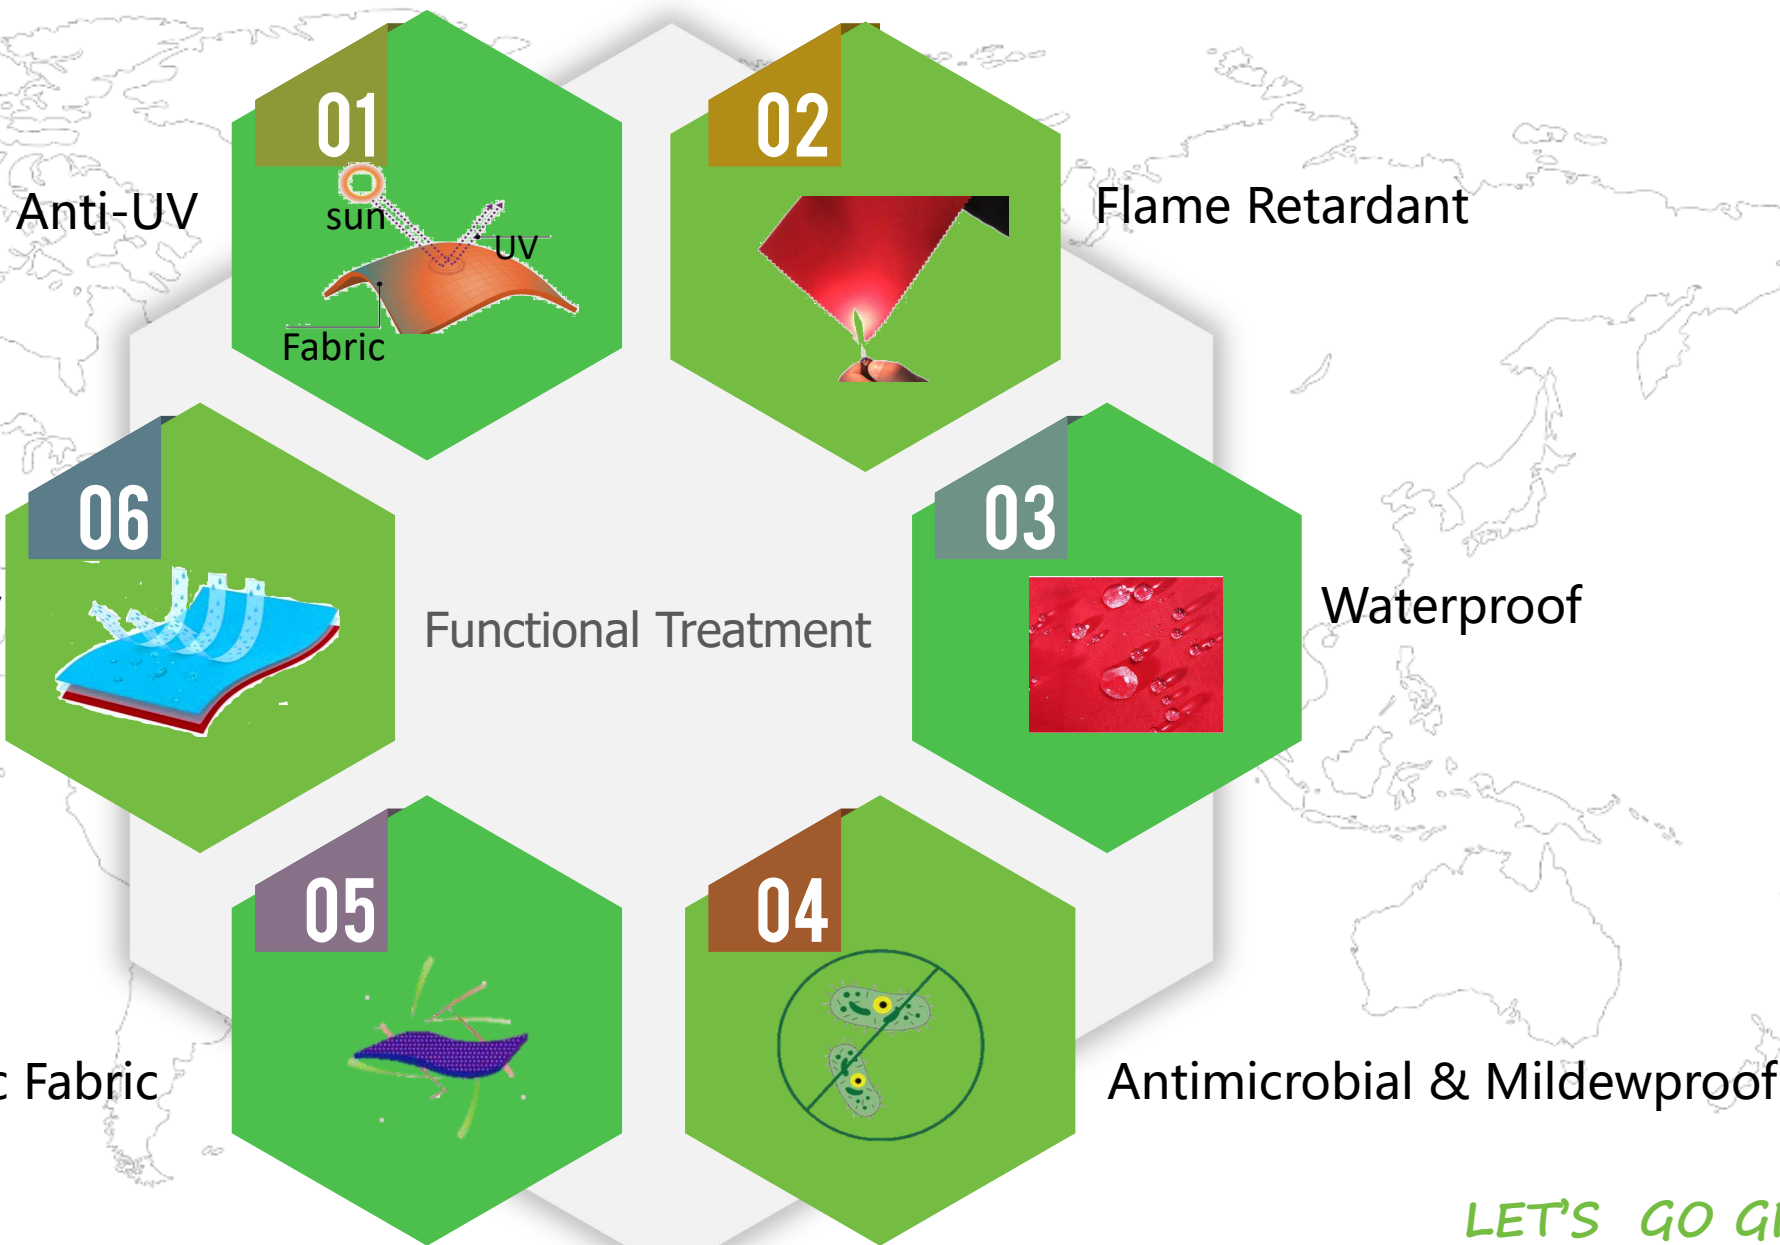 01
02
Anti-UV
sun
UV
Fabric
Flame Retardant
06
03
Functional Treatment
Waterproof
05
04
Fabric
Antimicrobial & Mildewproof
LET'S GO